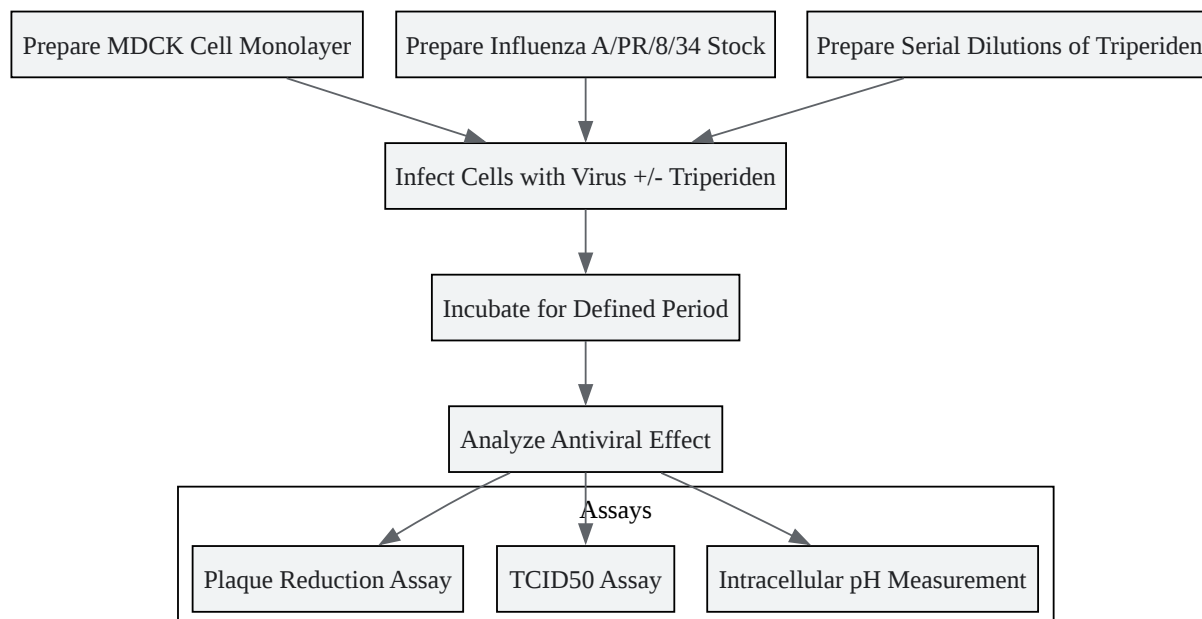 Prepare MDCK Cell Monolayer
Prepare Influenza A/PR/8/34 Stock
Prepare Serial Dilutions of Triperiden
Infect Cells with Virus +/- Triperiden
Incubate for Defined Period
Analyze Antiviral Effect
Assays
Plaque Reduction Assay
TCID50 Assay
Intracellular pH Measurement